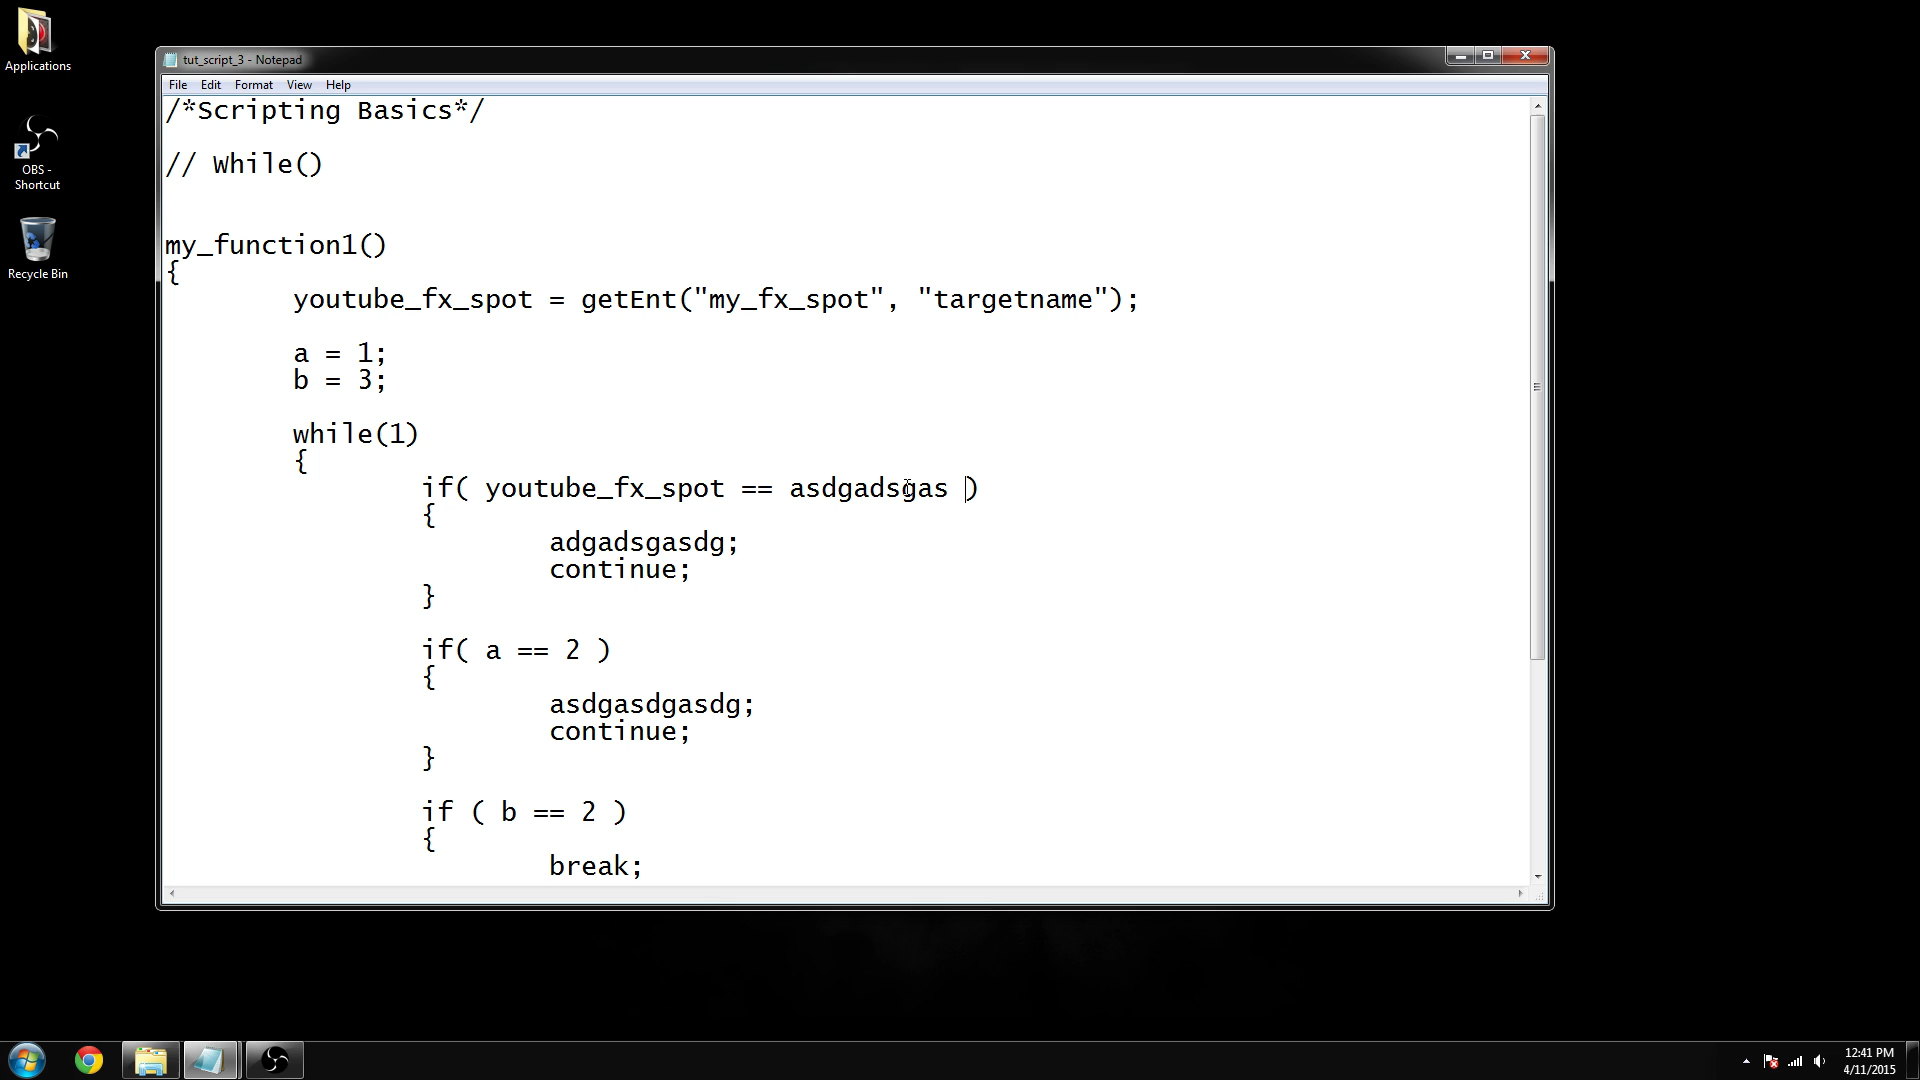 Applications
OBS -
Shortcut
Recycle Bin
tut_script_3 - Notepad
File Edit Format View Help
/*Scripting Basics*/
// While()
my_function1()
{
youtube_fx_spot = getEnt("my_fx_spot", "targetname");
a = 1;
b = 3;
while(1)
{
if( youtube_fx_spot == asdgadsgas )
{
adgadsgasdg;
continue;
}
if( a == 2 )
{
asdgasdgasdg;
continue;
}
if ( b == 2 )
{
break;
12:41 PM
4/11/2015